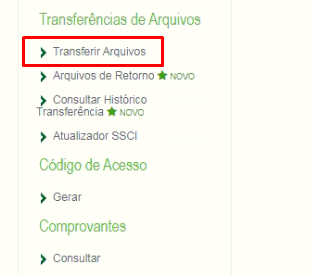 Transferências de Arquivos
Transferir Arquivos
Arquivos de Retorno NOVO
Consultar Histórico
Transferência NOVO
Atualizador SSCI
Código de Acesso
Gerar
Comprovantes
Consultar